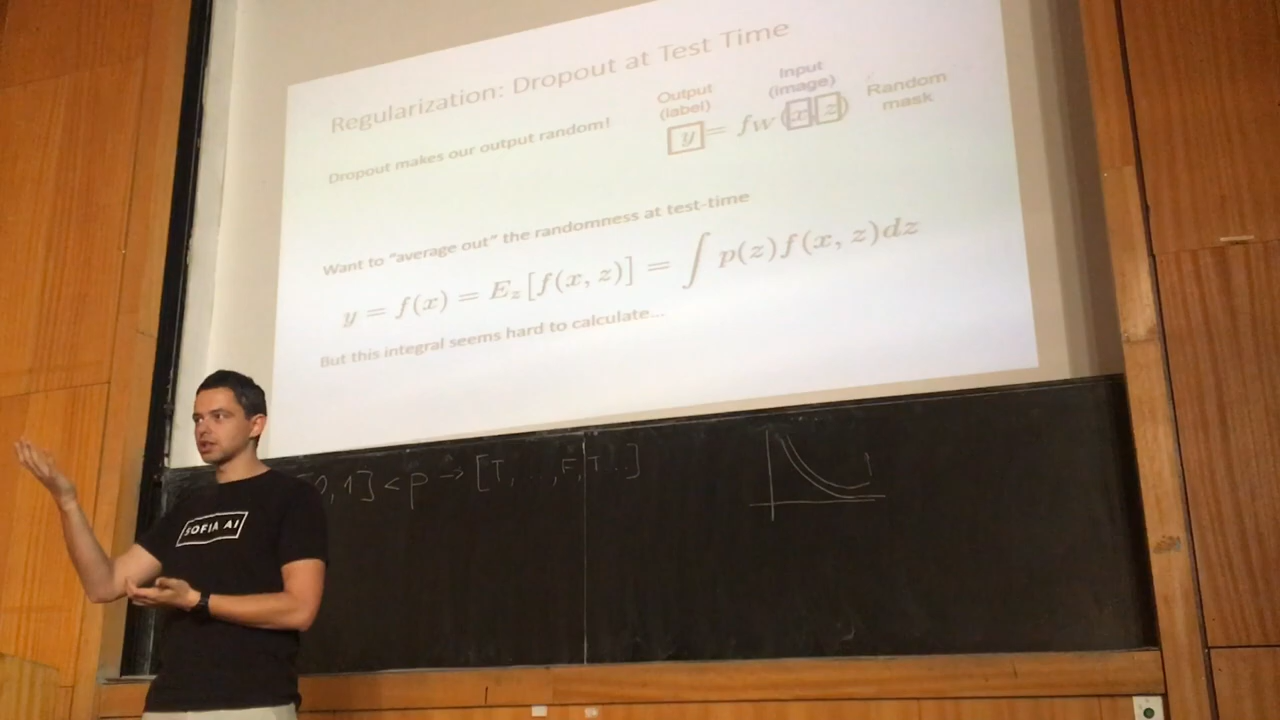 Regularization: Dropout at Test Time
Dropout makes our output random!
Output
(label)
Input
(image)
Random
mask
y = fW(x, z)
Want to “average out” the randomness at test-time
y = f(x) = Ez[f(x, z)] = ∫ p(z)f(x, z)dz
But this integral seems hard to calculate...
0,1] < p → [T, ..., F, T...]
SOFIA AI